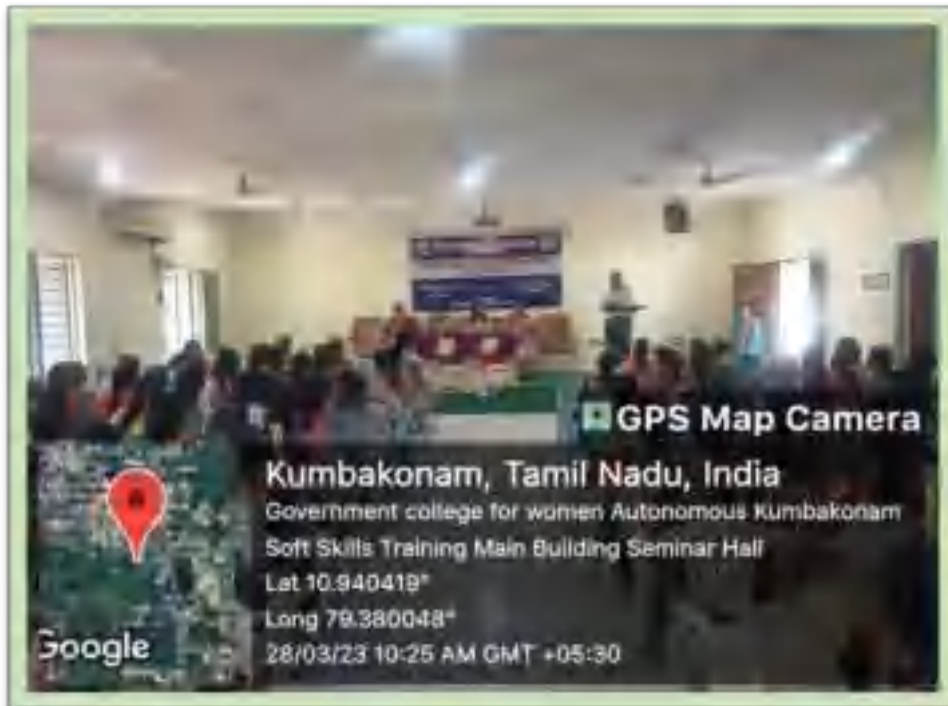 GPS Map Camera
Kumbakonam, Tamil Nadu, India
Government college for women Autonomous Kumbakonam
Soft Skills Training Main Building Seminar Hall
Lat 10.940419°
Long 79.380048°
28/03/23 10:25 AM GMT +05:30
Google